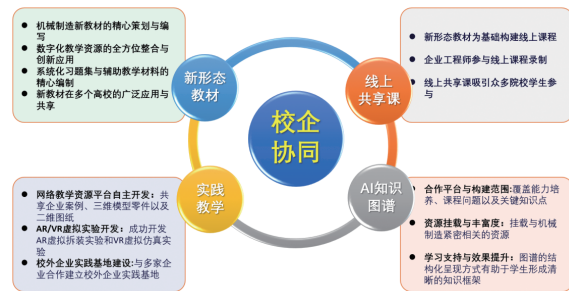 ● 机械制造新教材的精心策划与编
写
● 数字化教学资源的全方位整合与
创新应用
● 系统化习题集与辅助教学材料的
精心编制
● 新教材在多个高校的广泛应用与
共享
新形态
教材
线上
共享课
● 新形态教材为基础构建线上课程
● 企业工程师参与线上课程录制
● 线上共享课吸引众多院校学生参
与
校企
协同
● 网络教学资源平台自主开发：共
享企业案例、三维模型零件以及
二维图纸
● AR/VR虚拟实验开发：成功开发
AR虚拟拆装实验和VR虚拟仿真实
验
● 校外企业实践基地建设:与多家企
业合作建立校外企业实践基地
实践
教学
AI知识
图谱
● 合作平台与构建范围:覆盖能力培
养、课程问题以及关键知识点
● 资源挂载与丰富度：挂载与机械
制造紧密相关的资源
● 学习支持与效果提升：图谱的结
构化呈现方式有助于学生形成清
晰的知识框架